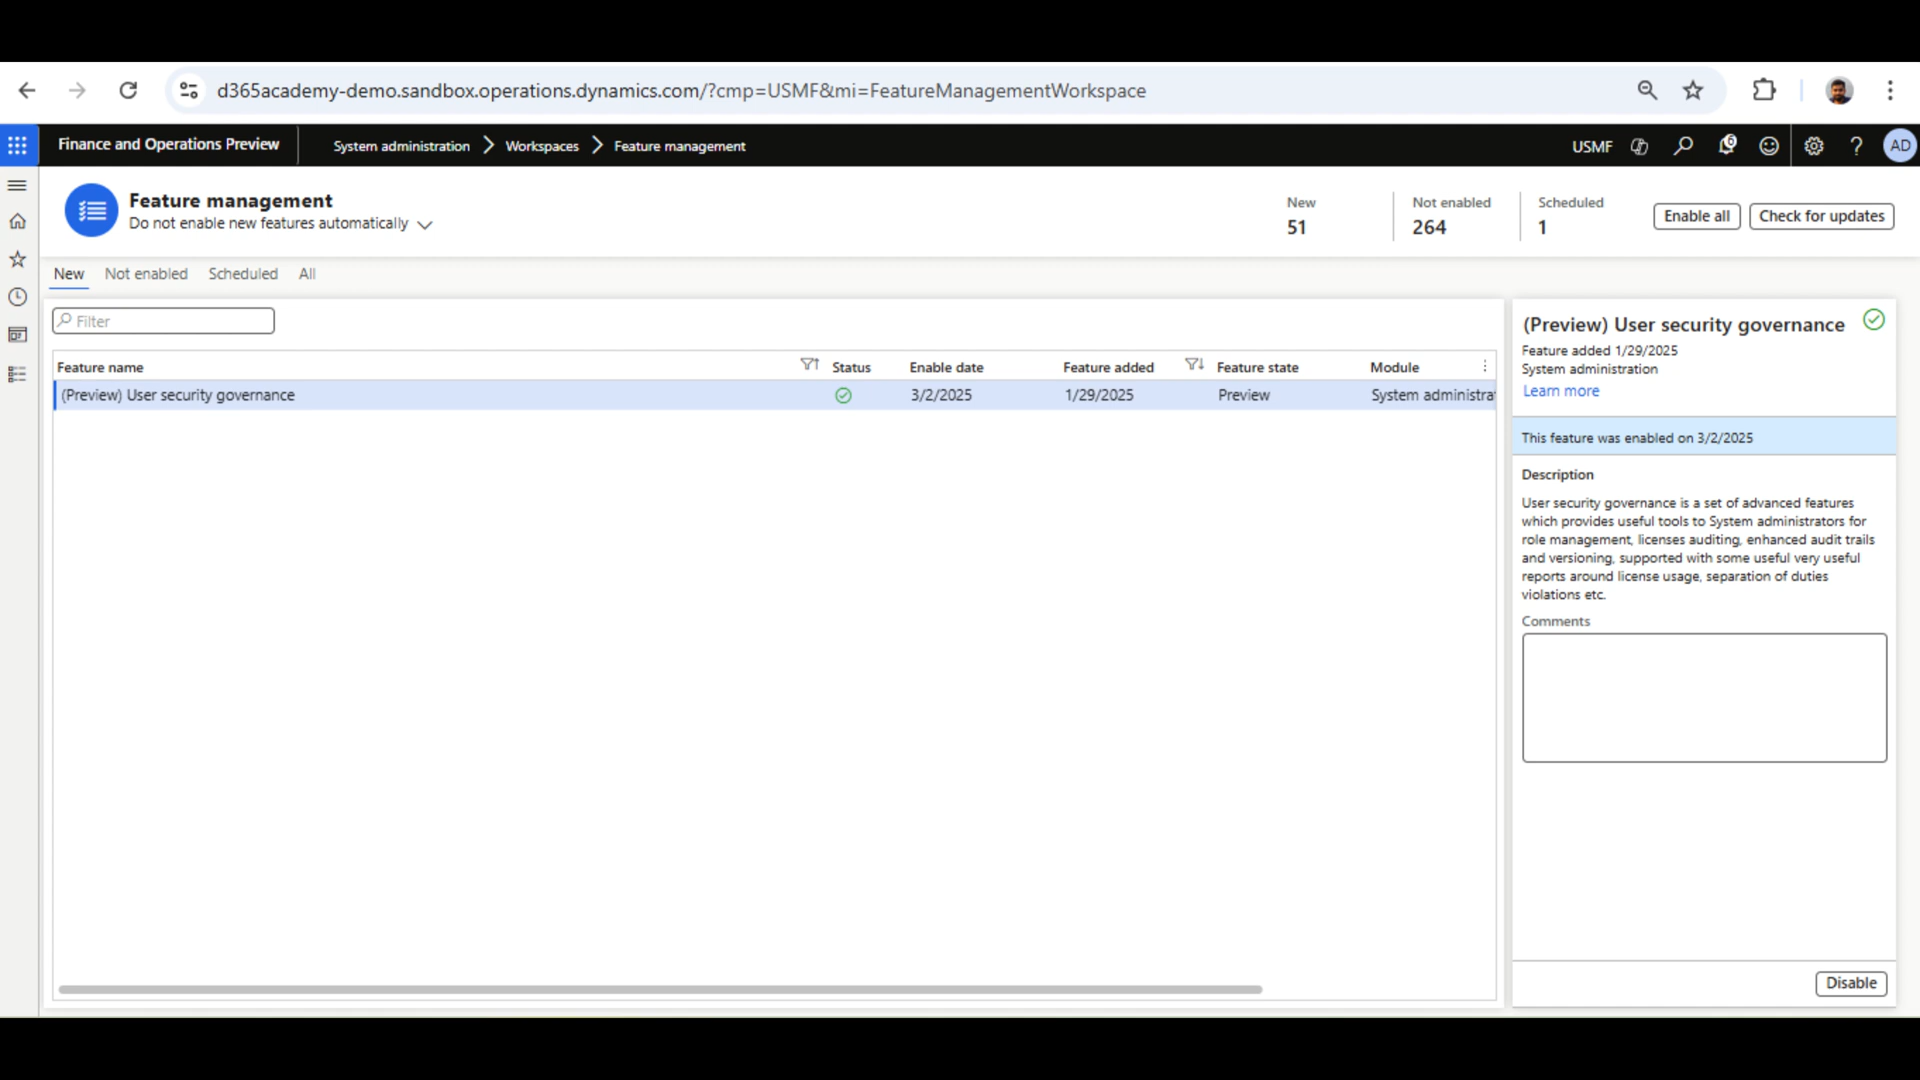 d365academy-demo.sandbox.operations.dynamics.com/?cmp=USMF&mi=FeatureManagementWorkspace
Finance and Operations Preview
System administration > Workspaces > Feature management
USMF
6
?
AD
Feature management
Do not enable new features automatically
New
51
Not enabled
264
Scheduled
1
Enable all
Check for updates
New Not enabled Scheduled All
Filter
Feature name Status Enable date Feature added Feature state Module
(Preview) User security governance 3/2/2025 1/29/2025 Preview System administra
(Preview) User security governance
Feature added 1/29/2025
System administration
Learn more
This feature was enabled on 3/2/2025
Description
User security governance is a set of advanced features
which provides useful tools to System administrators for
role management, licenses auditing, enhanced audit trails
and versioning, supported with some useful very useful
reports around license usage, separation of duties
violations etc.
Comments
Disable